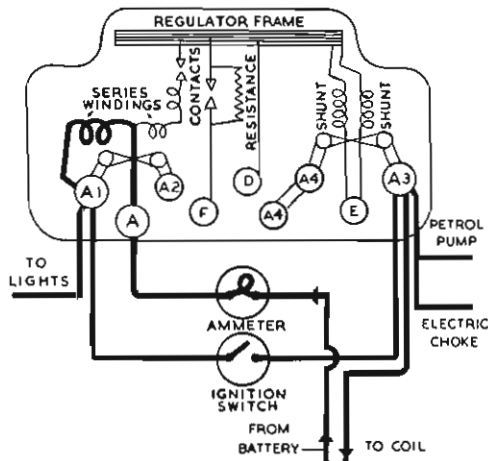 REGULATOR FRAME
SERIES
WINDINGS
CONTACTS
RESISTANCE
SHUNT
SHUNT
A1
A2
A
F
D
A4
A4
E
A3
TO
LIGHTS
PETROL
PUMP
AMMETER
ELECTRIC
CHOKE
IGNITION
SWITCH
FROM
BATTERY
TO COIL